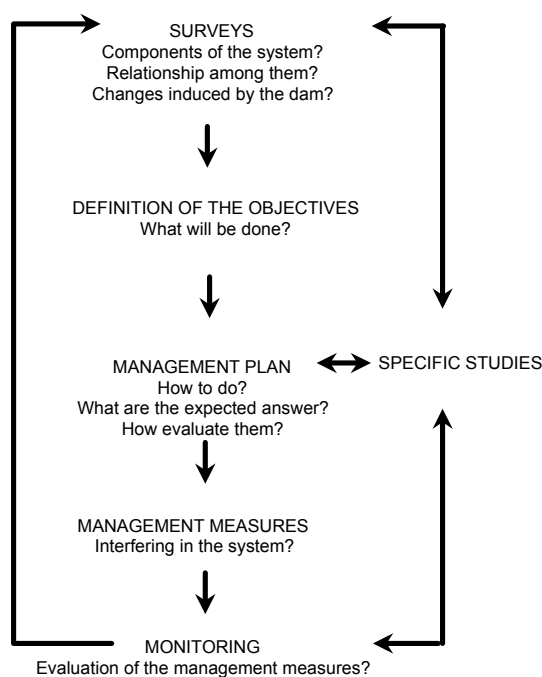 SURVEYS
Components of the system?
Relationship among them?
Changes induced by the dam?
DEFINITION OF THE OBJECTIVES
What will be done?
MANAGEMENT PLAN
How to do?
What are the expected answer?
How evaluate them?
SPECIFIC STUDIES
MANAGEMENT MEASURES
Interfering in the system?
MONITORING
Evaluation of the management measures?